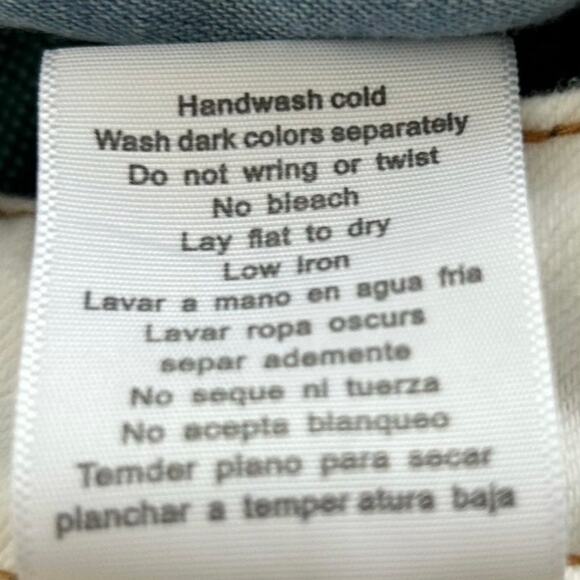 Handwash cold
Wash dark colors separately
Do not wring or twist
No bleach
Lay flat to dry
Low iron
Lavar a mano en agua fria
Lavar ropa oscurs
separ ademente
No seque ni tuerza
No acepta blanqueo
Temder plano para secar
planchar a temper atura baja